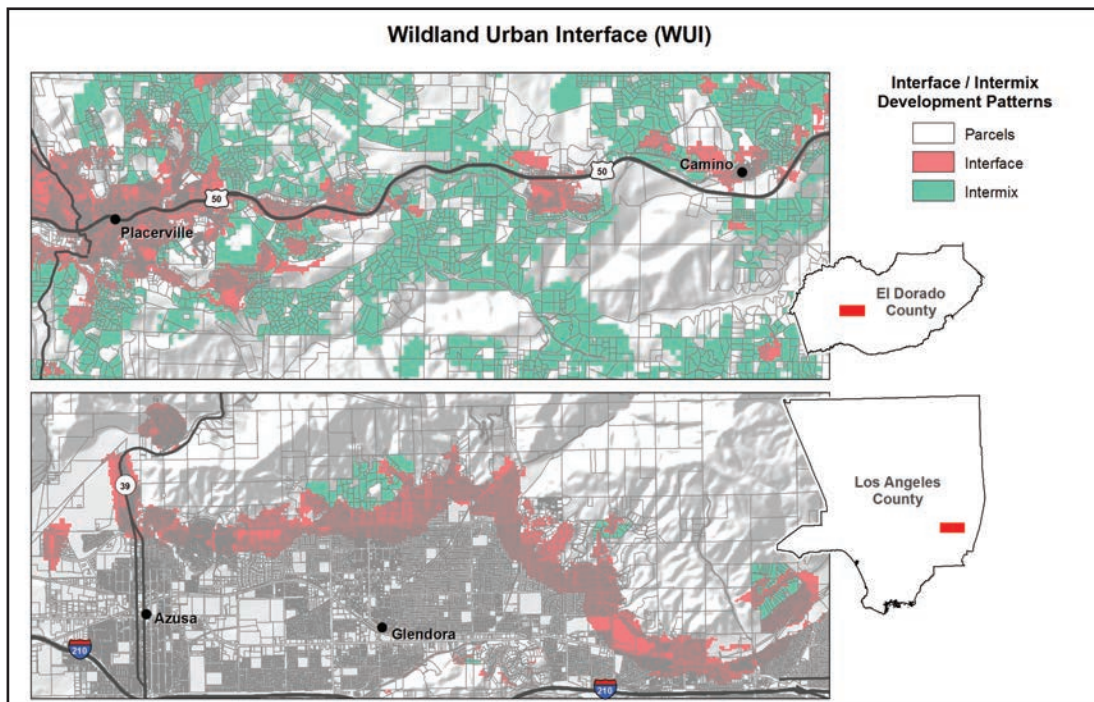 Wildland Urban Interface (WUI)
Interface / Intermix
Development Patterns
Parcels
Interface
Intermix
50
50
Camino
Placerville
El Dorado
County
39
Azusa
Glendora
210
210
Los Angeles
County